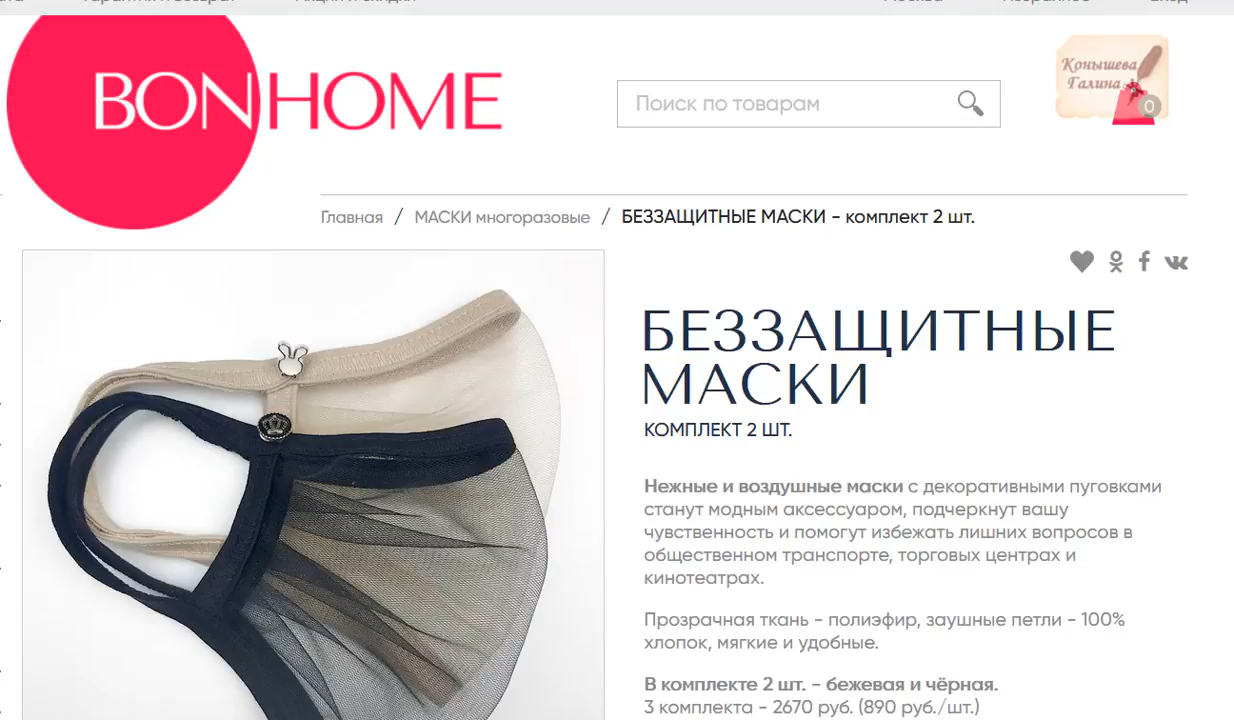 BONHOME
Поиск по товарам
Конышева
Галина
0
Главная / МАСКИ многоразовые / БЕЗЗАЩИТНЫЕ МАСКИ - комплект 2 шт.
БЕЗЗАЩИТНЫЕ
МАСКИ
КОМПЛЕКТ 2 ШТ.
Нежные и воздушные маски с декоративными пуговками
станут модным аксессуаром, подчеркнут вашу
чувственность и помогут избежать лишних вопросов в
общественном транспорте, торговых центрах и
кинотеатрах.
Прозрачная ткань - полиэфир, заушные петли - 100%
хлопок, мягкие и удобные.
В комплекте 2 шт. - бежевая и чёрная.
3 комплекта - 2670 руб. (890 руб./шт.)